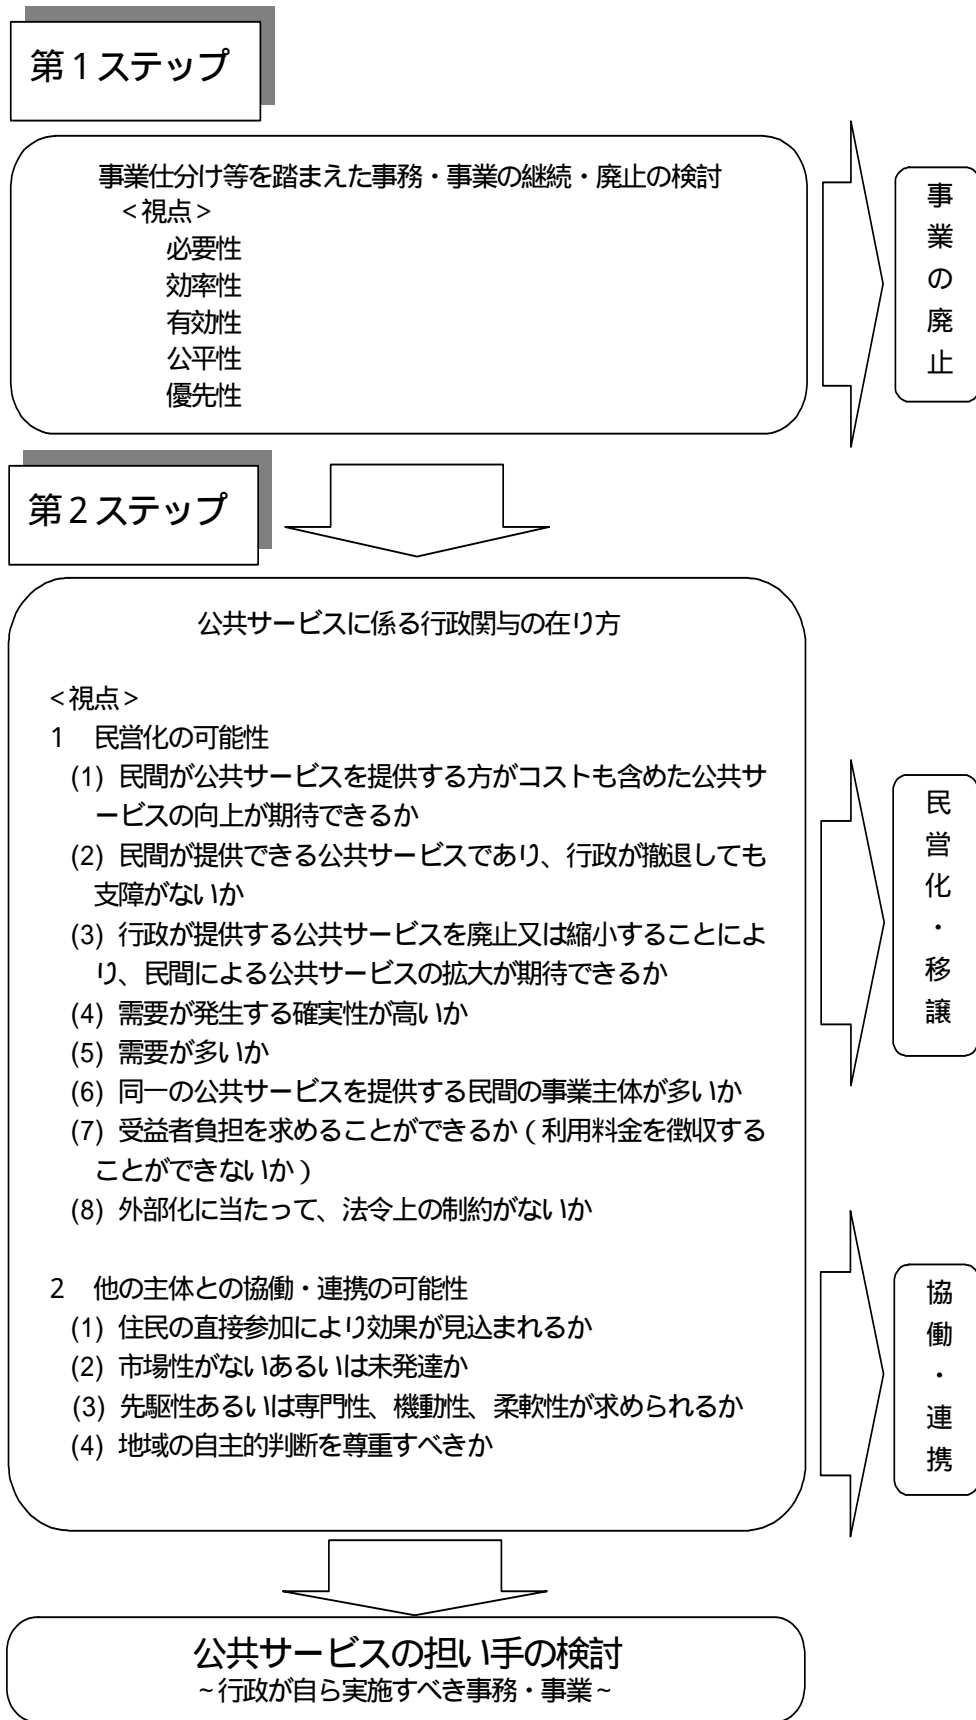 第1ステップ
事業仕分け等を踏まえた事務・事業の継続・廃止の検討
<視点>
必要性
効率性
有効性
公平性
優先性
事業の廃止
第2ステップ
公共サービスに係る行政関与の在り方
<視点>
1 民営化の可能性
(1) 民間が公共サービスを提供する方がコストも含めた公共サ
ービスの向上が期待できるか
(2) 民間が提供できる公共サービスであり、行政が撤退しても
支障がないか
(3) 行政が提供する公共サービスを廃止又は縮小することによ
り、民間による公共サービスの拡大が期待できるか
(4) 需要が発生する確実性が高いか
(5) 需要が多いか
(6) 同一の公共サービスを提供する民間の事業主体が多いか
(7) 受益者負担を求めることができるか(利用料金を徴収する
ことができないか)
(8) 外部化に当たって、法令上の制約がないか
民営化・移譲
2 他の主体との協働・連携の可能性
(1) 住民の直接参加により効果が見込まれるか
(2) 市場性がないあるいは未発達か
(3) 先駆性あるいは専門性、機動性、柔軟性が求められるか
(4) 地域の自主的判断を尊重すべきか
協働・連携
公共サービスの担い手の検討
~行政が自ら実施すべき事務・事業~